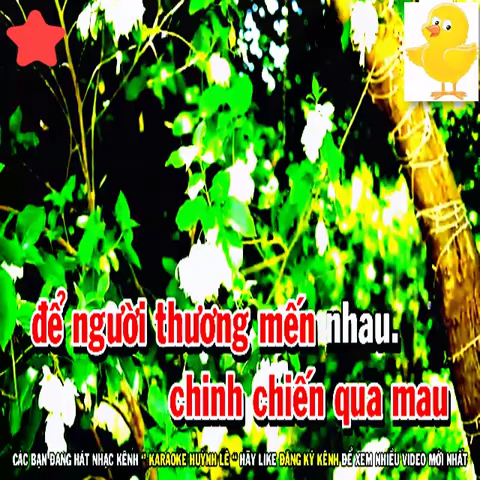 để người thương mến nhau.
chinh chiến qua mau
CÁC BẠN ĐANG HÁT NHẠC KÊNH " KARAOKE HUỲNH LÊ " HÃY LIKE ĐĂNG KÝ KÊNH ĐỂ XEM NHIỀU VIDEO MỚI NHẤT